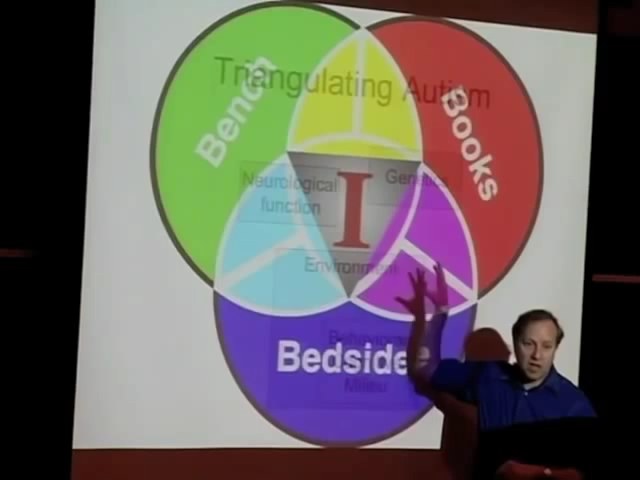 Triangulating Autism
Bench
Books
Neurological
function
Genetics
I
Environment
Bedside
Milieu